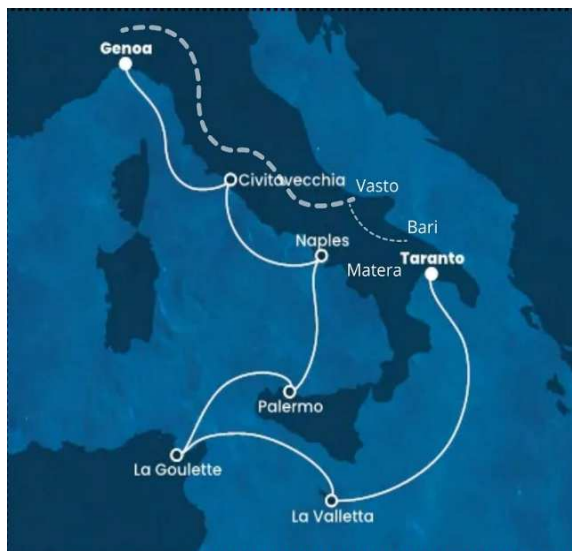 Genoa
Civitavecchia
Vasto
Bari
Naples
Matera
Taranto
Palermo
La Goulette
La Valletta